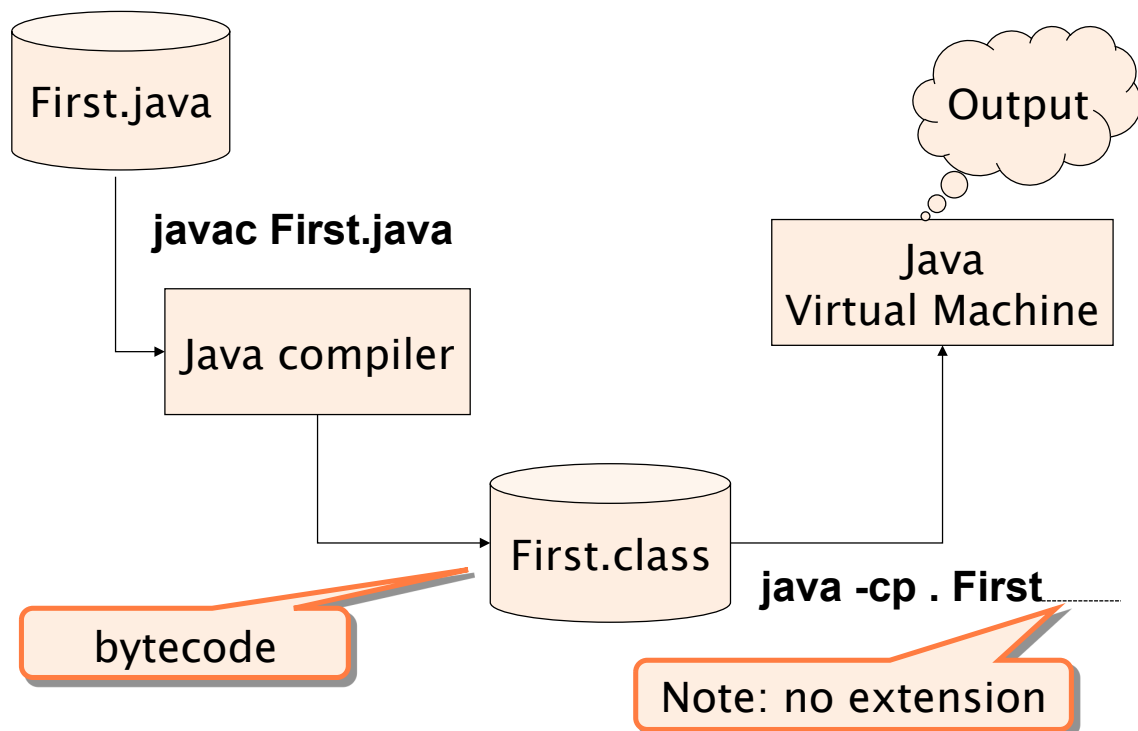 First.java
Output
javac First.java
Java
Virtual Machine
Java compiler
First.class
java -cp . First
bytecode
Note: no extension